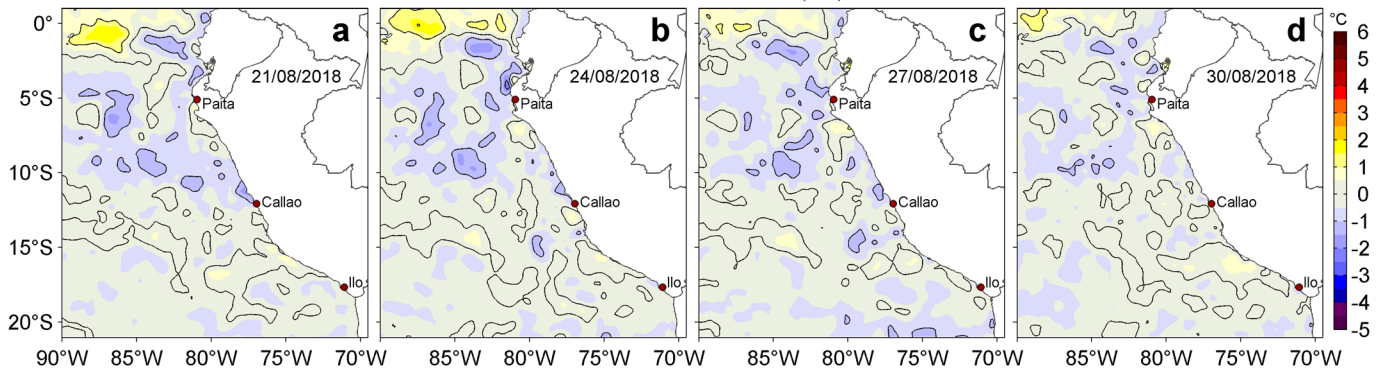 a b c d
°C
0°
21/08/2018 24/08/2018 27/08/2018 30/08/2018
5°S
Paita Paita Paita Paita
10°S
Callao Callao Callao Callao
15°S
Ilo Ilo Ilo Ilo
20°S
90°W 85°W 80°W 75°W 70°W 85°W 80°W 75°W 70°W 85°W 80°W 75°W 70°W 85°W 80°W 75°W 70°W
6
5
4
3
2
1
0
-1
-2
-3
-4
-5